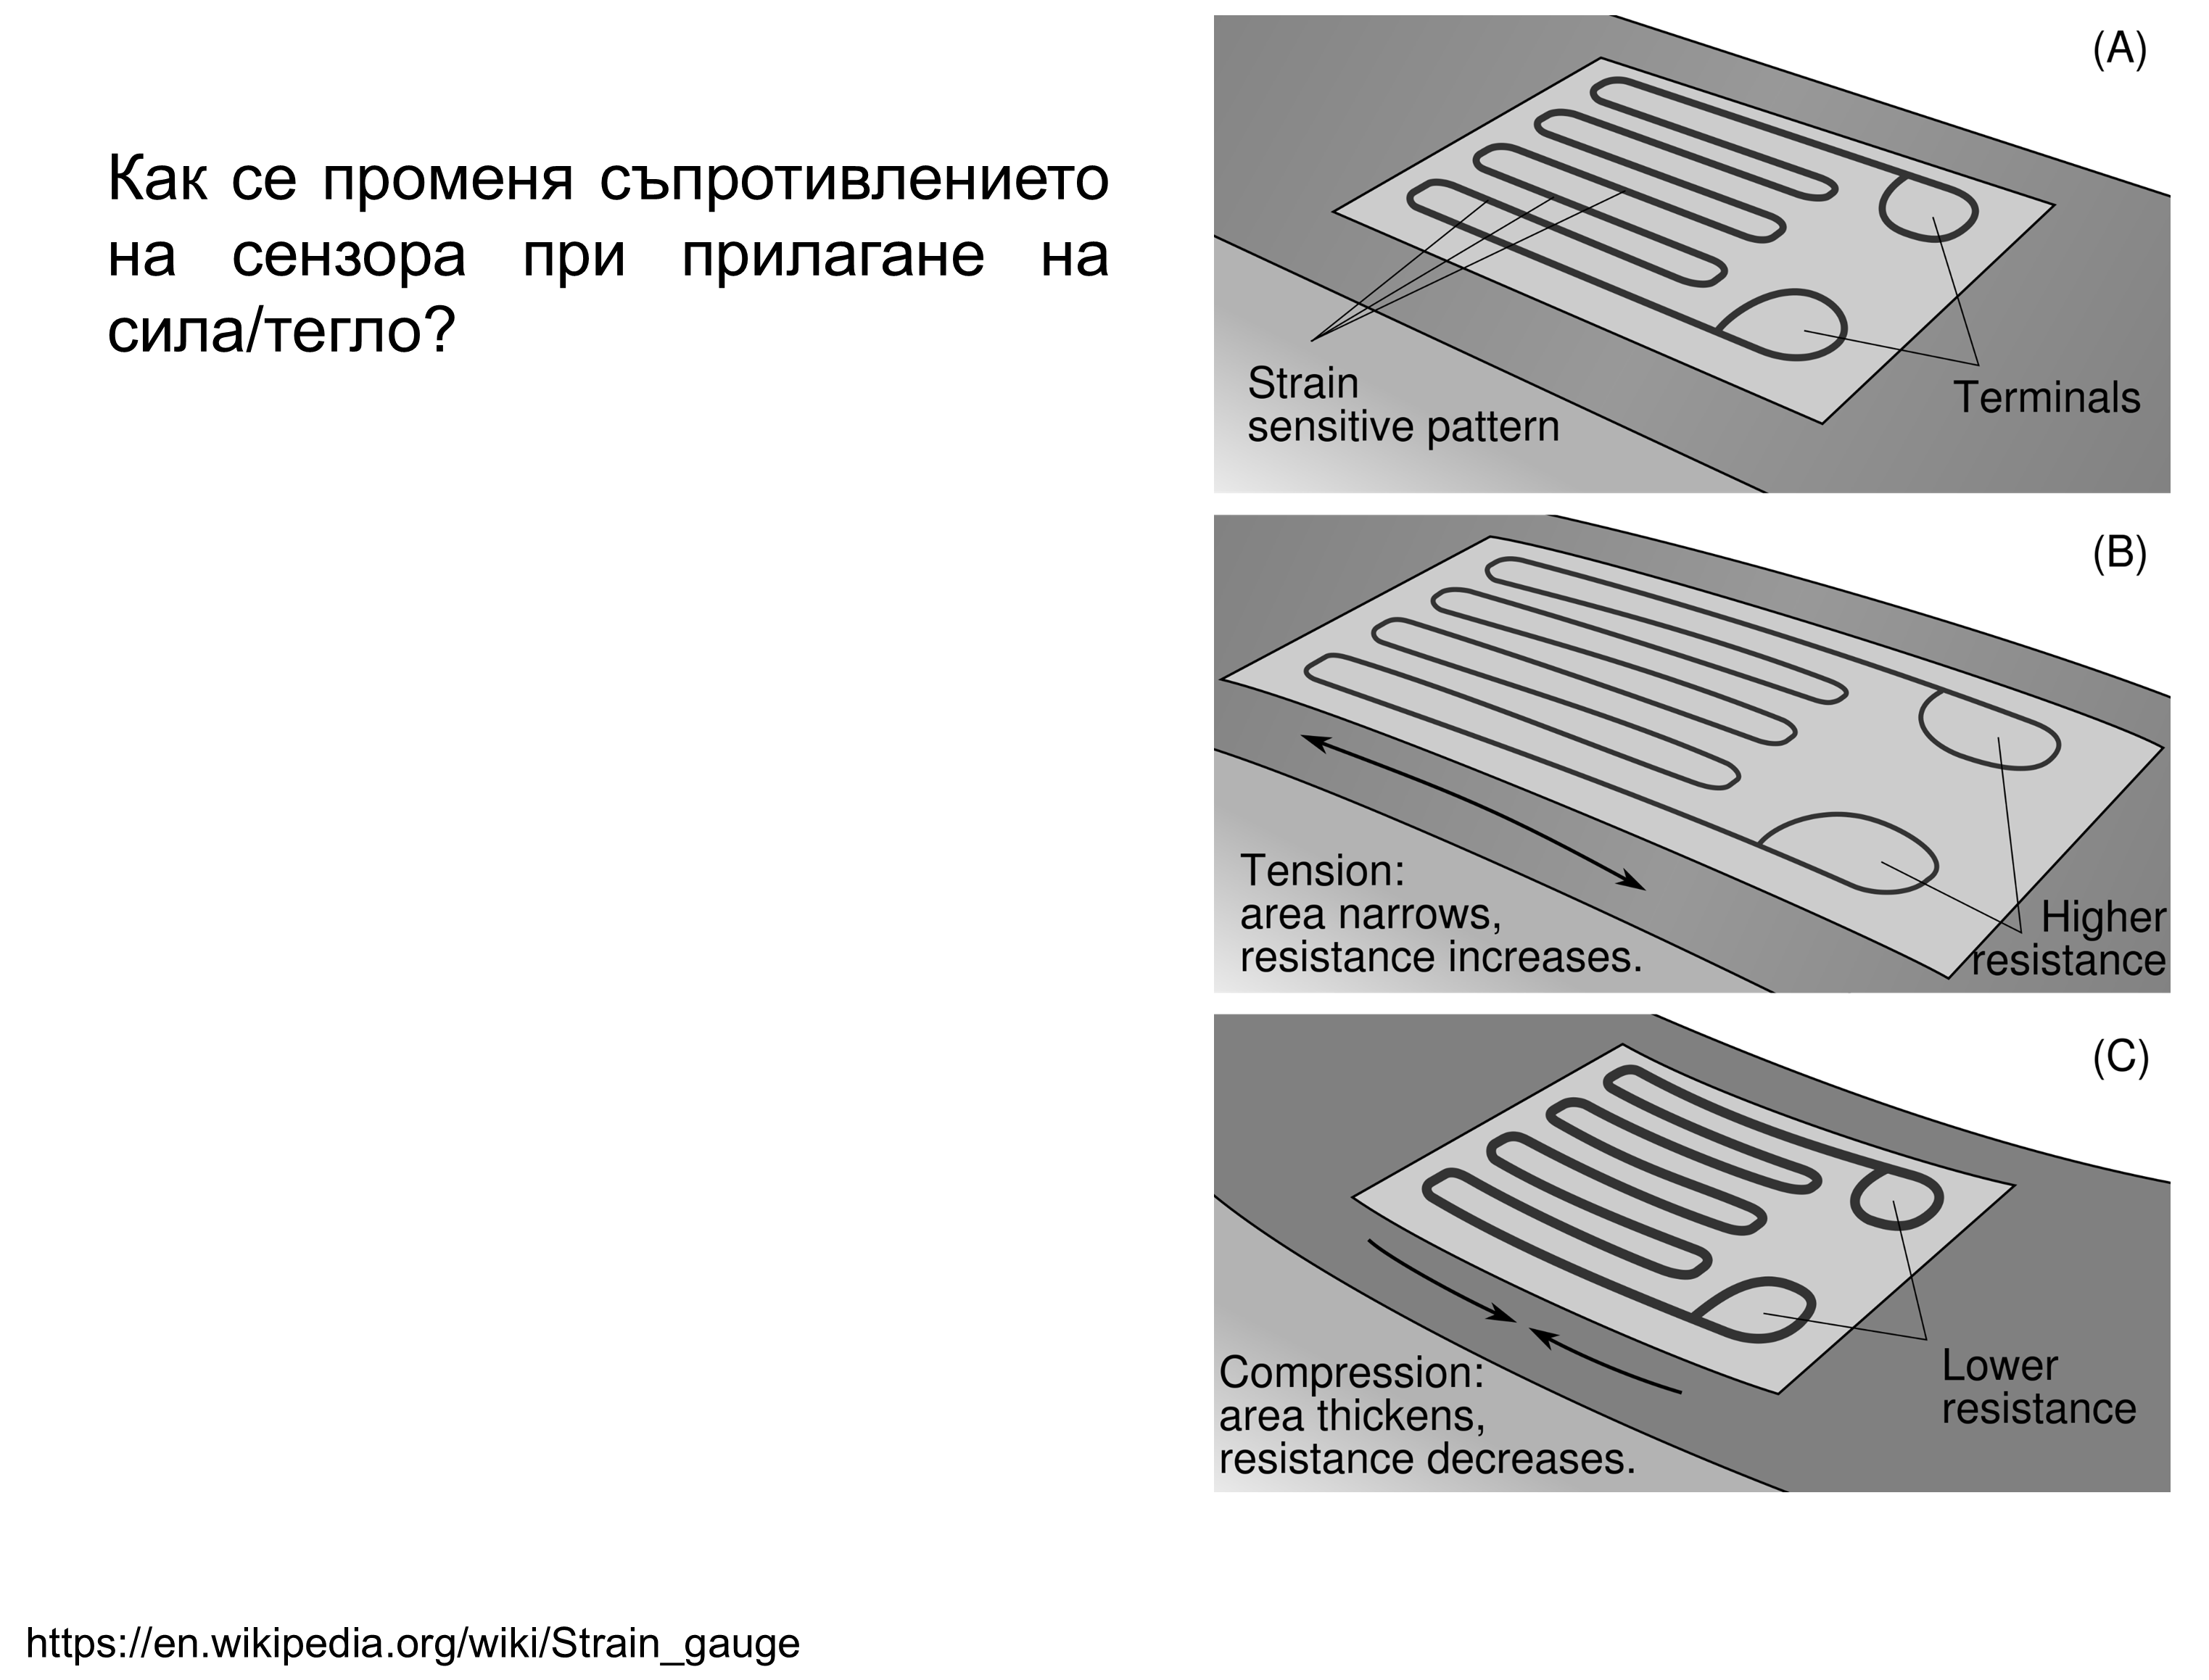 Как се променя съпротивлението
на сензора при прилагане на
сила/тегло?
(A)
Strain
sensitive pattern
Terminals
(B)
Tension:
area narrows,
resistance increases.
Higher
resistance
(C)
Compression:
area thickens,
resistance decreases.
Lower
resistance
https://en.wikipedia.org/wiki/Strain_gauge